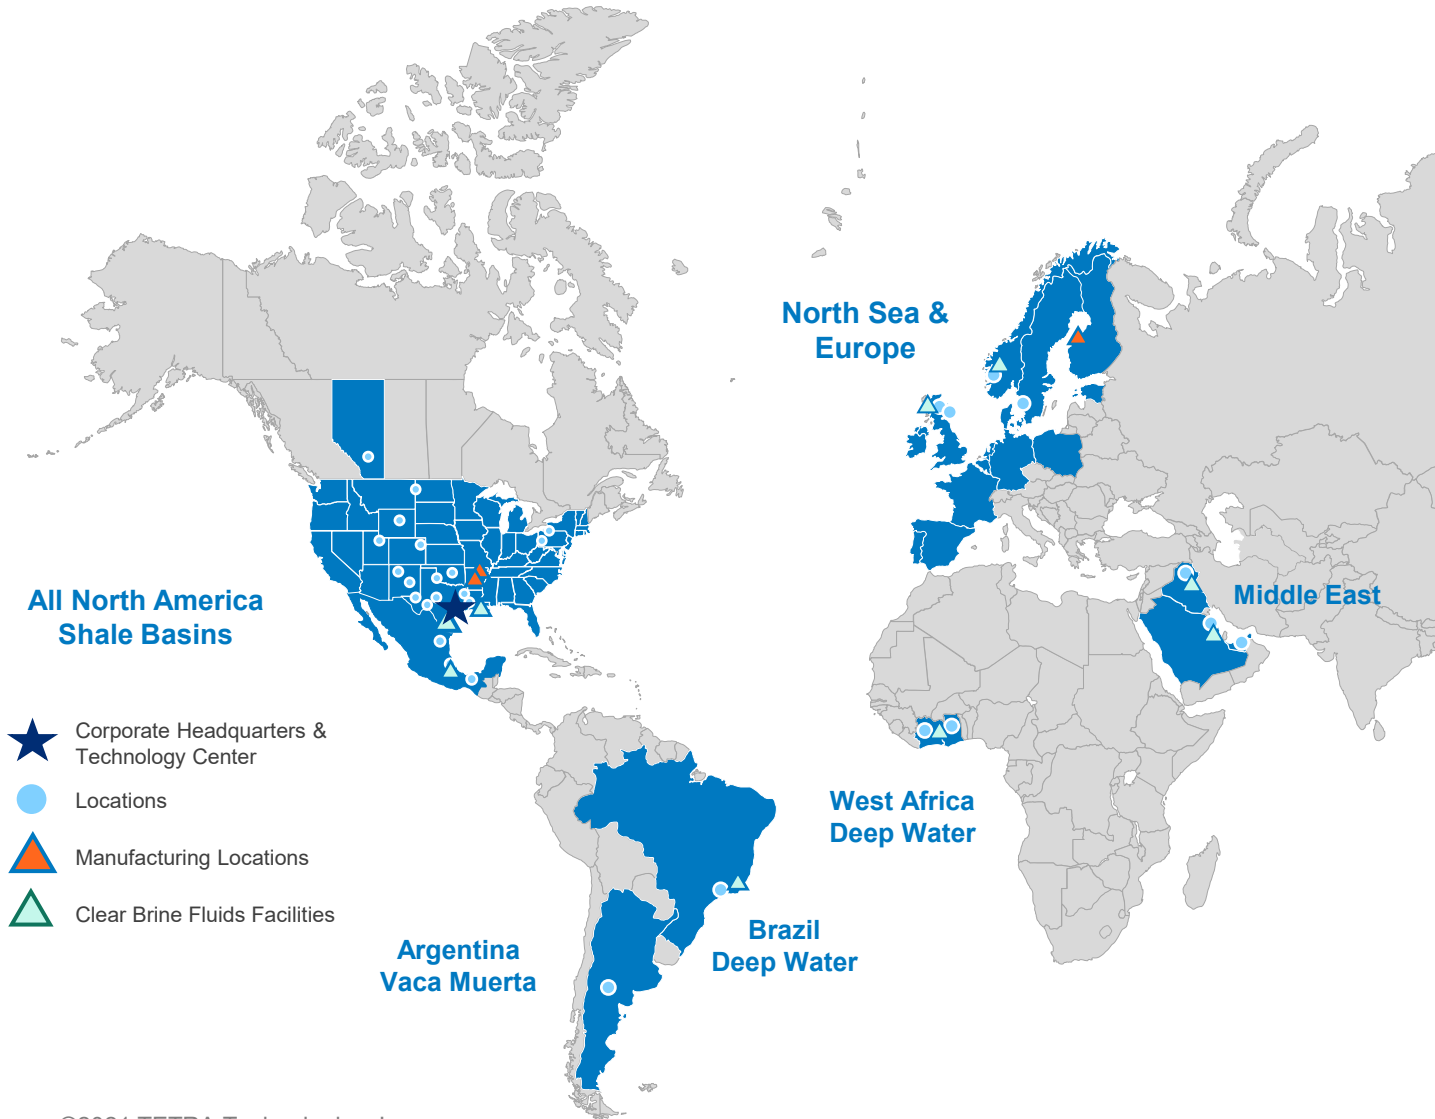 North Sea &
Europe
All North America
Shale Basins
Middle East
Corporate Headquarters &
Technology Center
Locations
Manufacturing Locations
Clear Brine Fluids Facilities
West Africa
Deep Water
Brazil
Deep Water
Argentina
Vaca Muerta